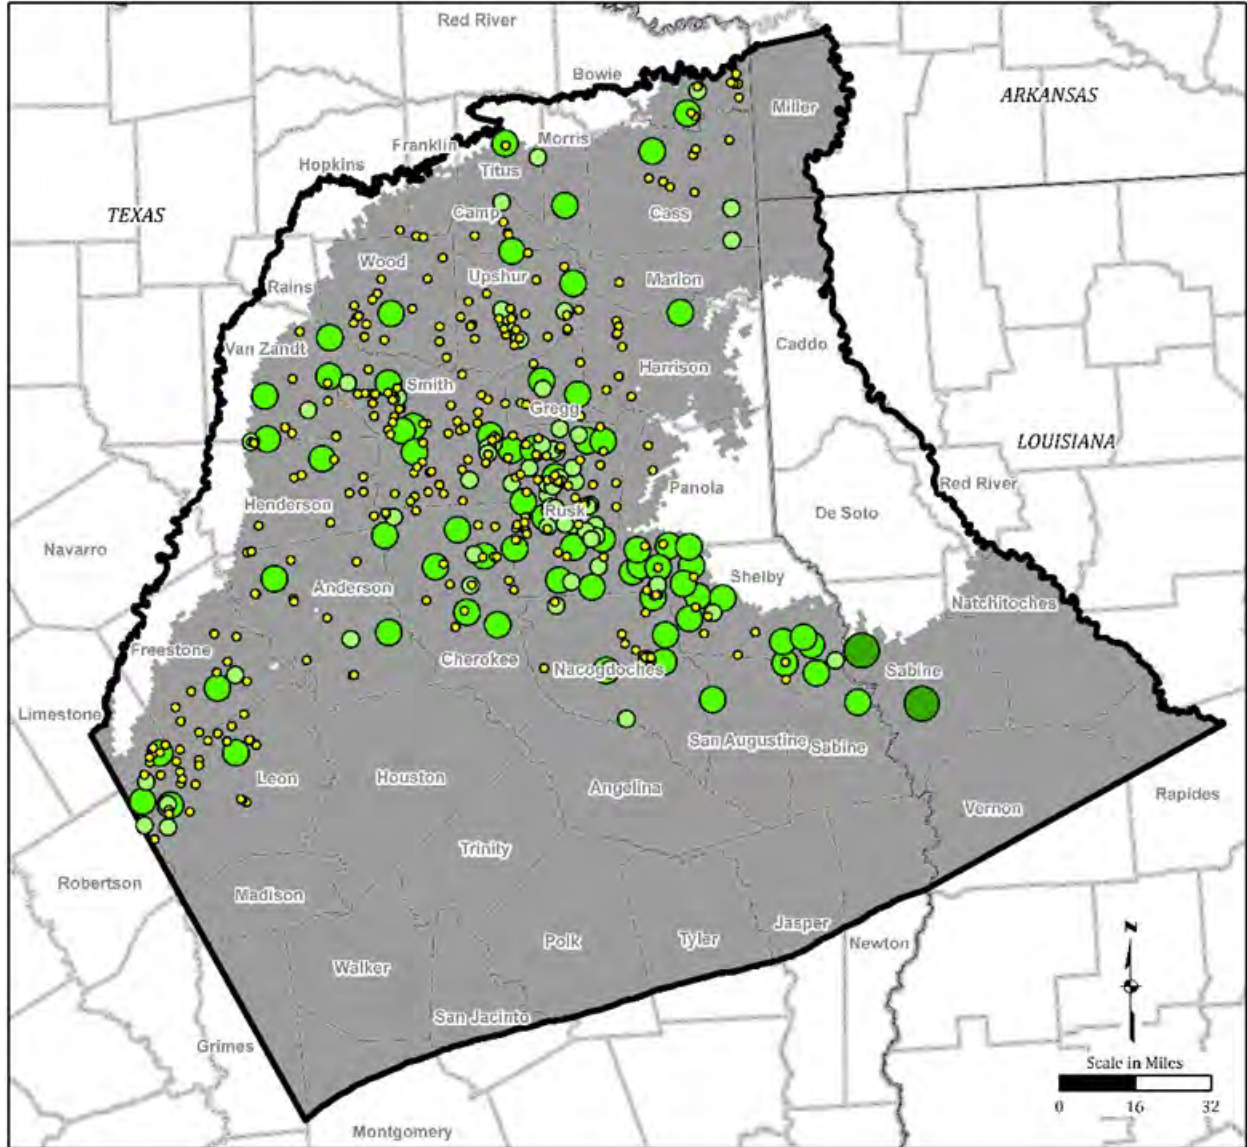 Red River
Bowie
ARKANSAS
Miller
Morris
Franklin
Hopkins
Titus
TEXAS
Camp
Cass
Wood
Upshur
Marion
Rains
Van Zandt
Caddo
Harrison
Smith
Gregg
LOUISIANA
Red River
Panola
Henderson
Rusk
De Soto
Navarro
Shelby
Anderson
Natchitoches
Freestone
Cherokee
Nacogdoches
Sabine
Limestone
San Augustine
Sabine
Leon
Houston
Angelina
Rapides
Vernon
Trinity
Robertson
Madison
Jasper
Polk
Tyler
Newton
N
Walker
San Jacinto
Grimes
Scale in Miles
0 16 32
Montgomery